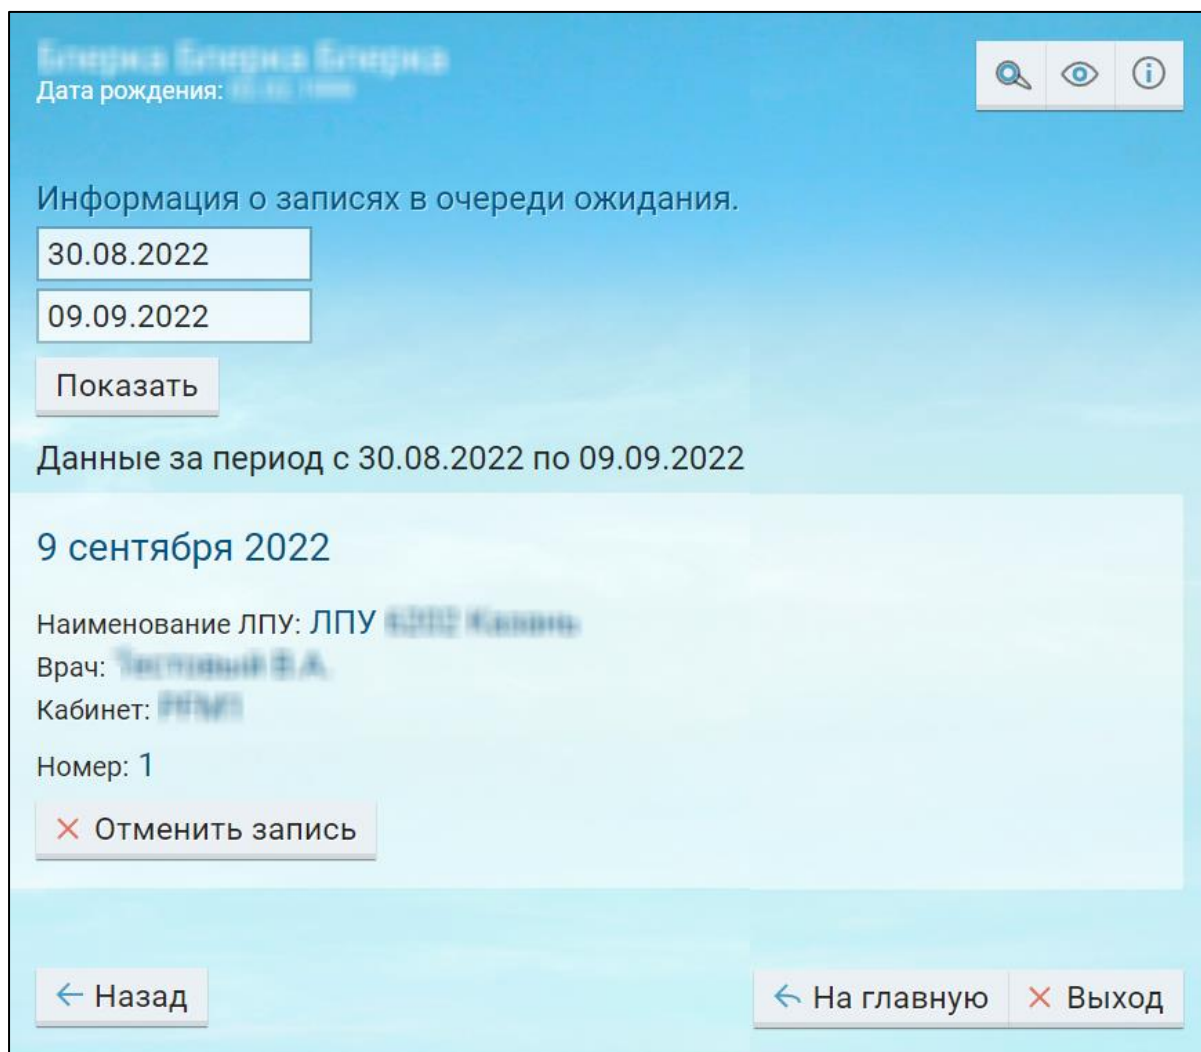 Дата рождения:
Информация о записях в очереди ожидания.
30.08.2022
09.09.2022
Показать
Данные за период с 30.08.2022 по 09.09.2022
9 сентября 2022
Наименование ЛПУ: ЛПУ
Врач:
Кабинет:
Номер: 1
Отменить запись
Назад
На главную
Выход